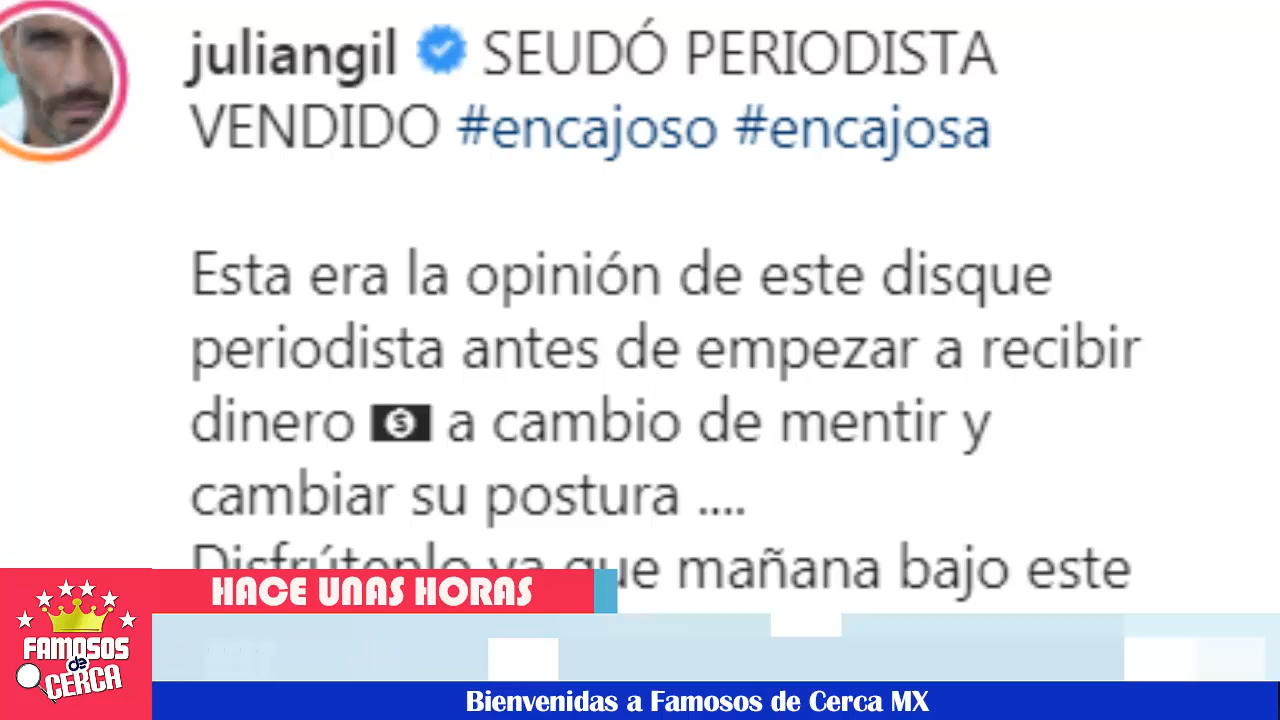 juliangil SEUDÓ PERIODISTA
VENDIDO #encajoso #encajosa
Esta era la opinión de este disque
periodista antes de empezar a recibir
dinero a cambio de mentir y
cambiar su postura ....
Disfrútenlo ya que mañana bajo este
HACE UNAS HORAS
FAMOSOS
de
CERCA
Bienvenidas a Famosos de Cerca MX